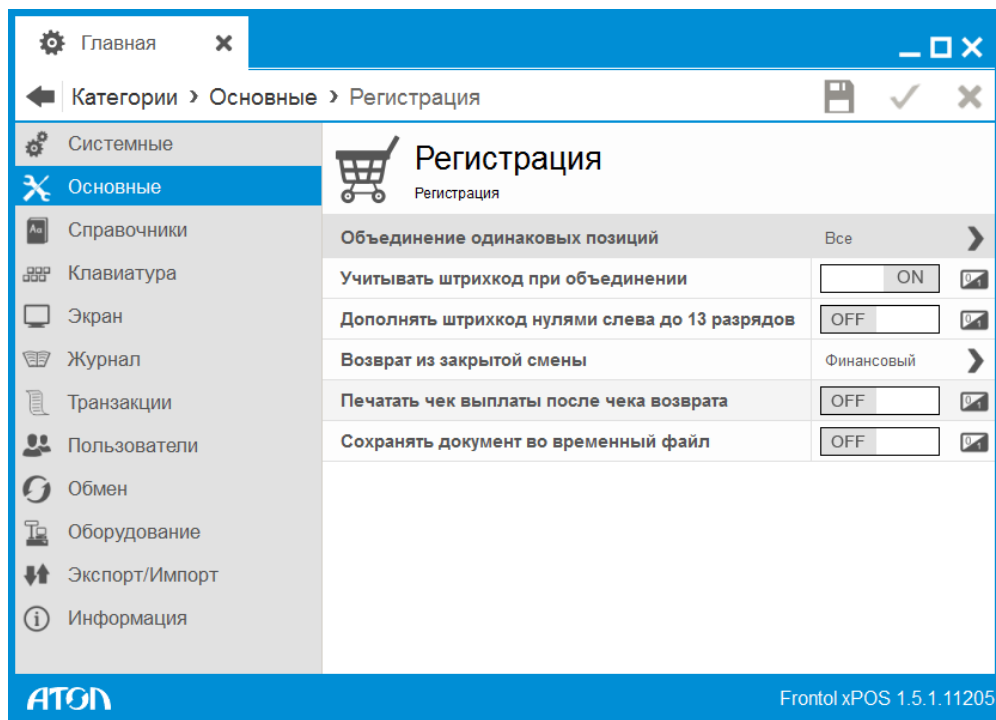 Главная
Категории › Основные › Регистрация
Системные
Основные
Справочники
Клавиатура
Экран
Журнал
Транзакции
Пользователи
Обмен
Оборудование
Экспорт/Импорт
Информация
Регистрация
Регистрация
Объединение одинаковых позиций Все
Учитывать штрихкод при объединении ON
Дополнять штрихкод нулями слева до 13 разрядов OFF
Возврат из закрытой смены Финансовый
Печатать чек выплаты после чека возврата OFF
Сохранять документ во временный файл OFF
АТОЛ Frontol xPOS 1.5.1.11205